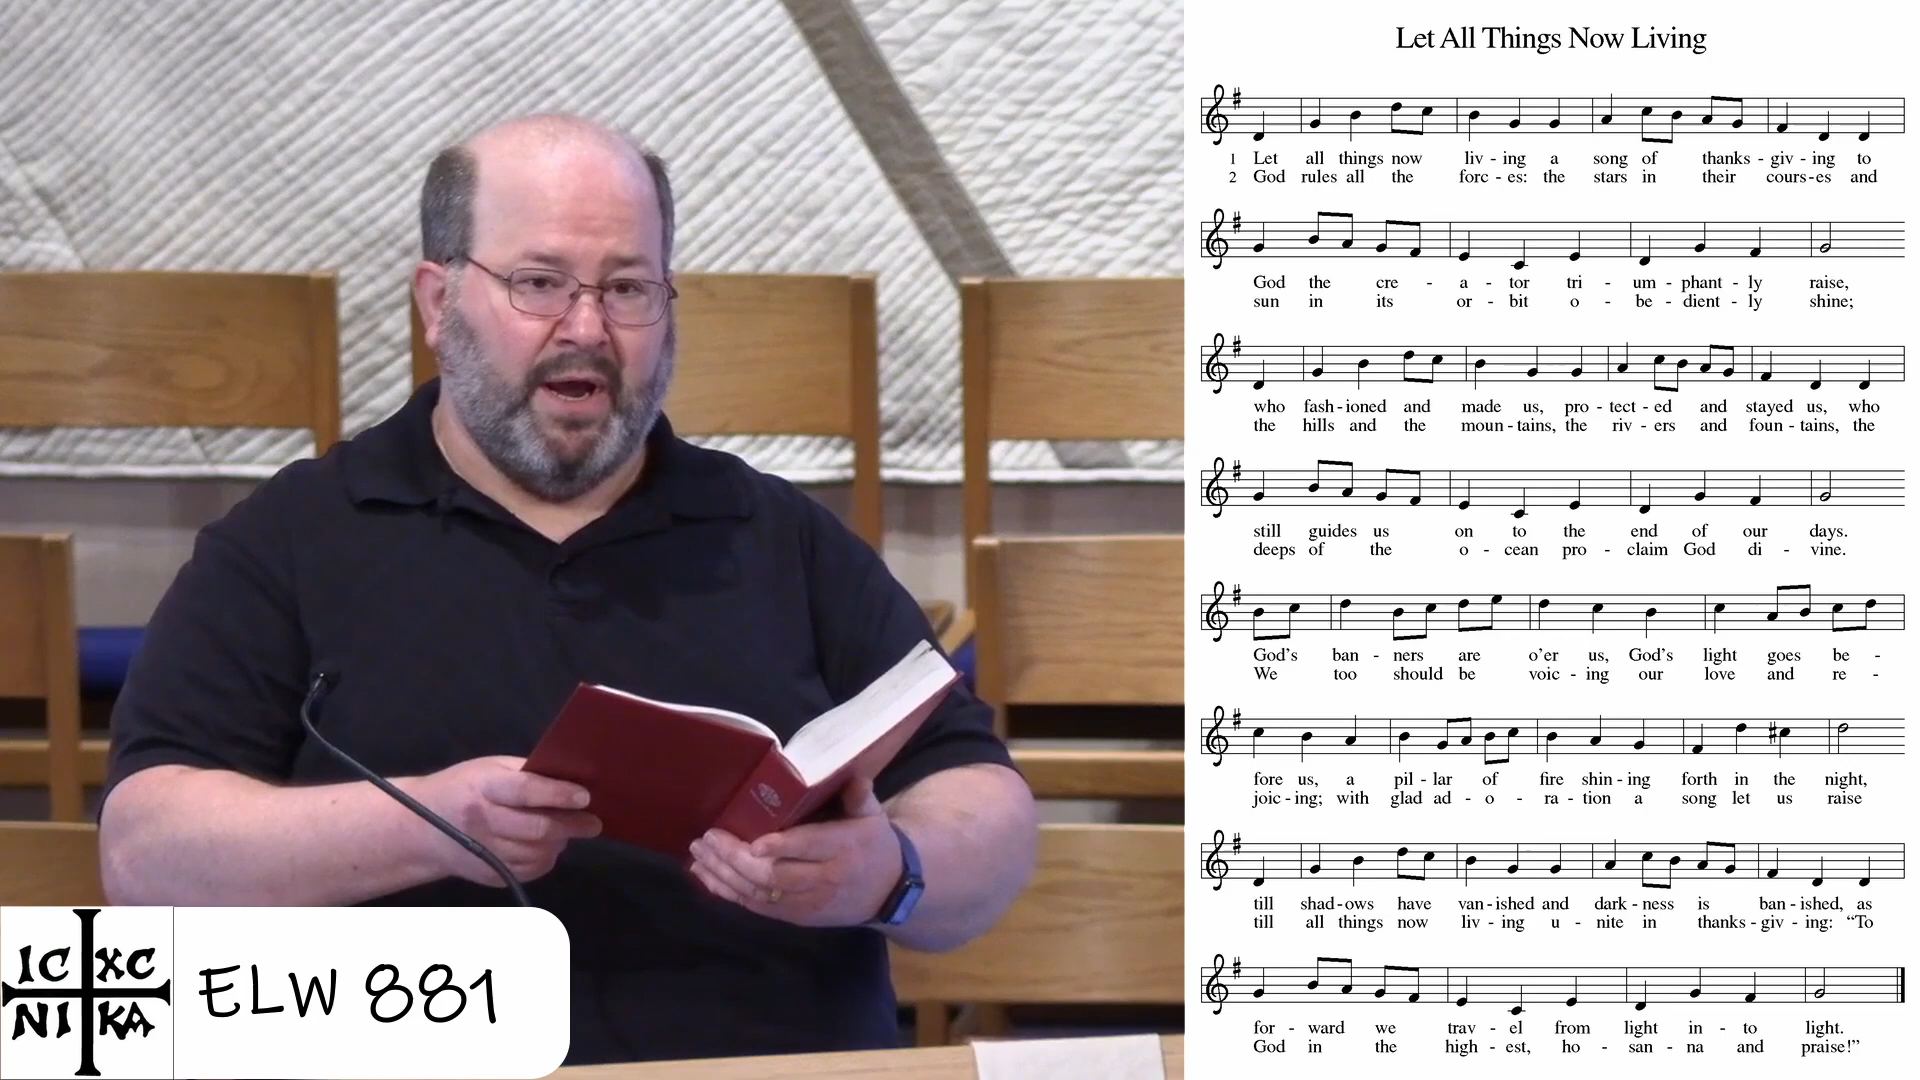 Let All Things Now Living
1 Let all things now liv - ing a song of thanks - giv - ing to
2 God rules all the forc - es: the stars in their cours - es and
God the cre - a - tor tri - um - phant - ly raise,
sun in its or - bit o - be - dient - ly shine;
who fash - ioned and made us, pro - tect - ed and stayed us, who
the hills and the moun - tains, the riv - ers and foun - tains, the
still guides us on to the end of our days.
deeps of the o - cean pro - claim God di - vine.
God's ban - ners are o'er us, God's light goes be -
We too should be voic - ing our love and re -
fore us, a pil - lar of fire shin - ing forth in the night,
joic - ing; with glad ad - o - ra - tion a song let us raise
till shad - ows have van - ished and dark - ness is ban - ished, as
till all things now liv - ing u - nite in thanks - giv - ing: “To
for - ward we trav - el from light in - to light.
God in the high - est, ho - san - na and praise!”
IC XC
NI KA
ELW 881